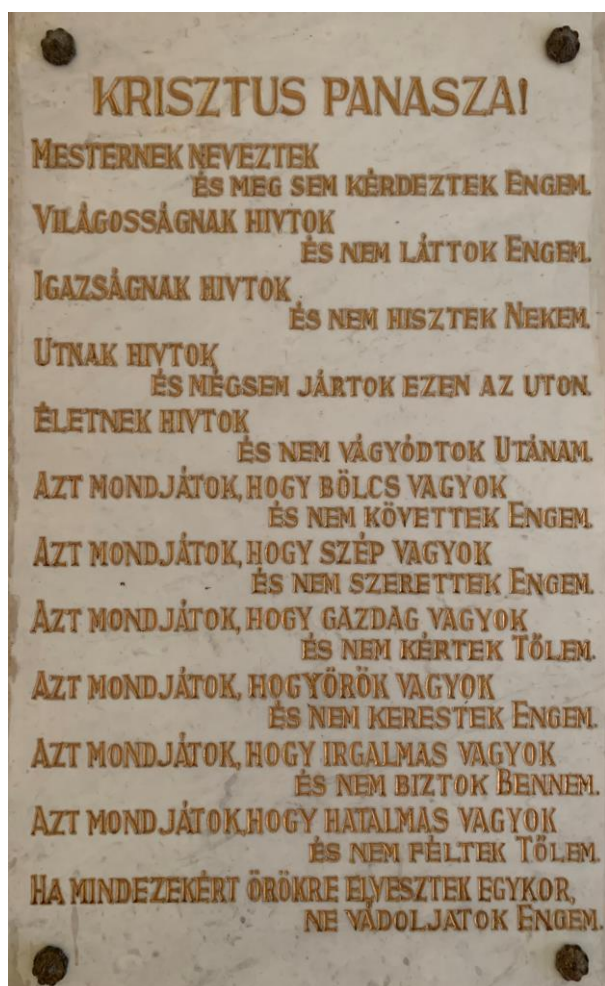 KRISZTUS PANASZA!
MESTERNEK NEVEZTEK
ÉS MEG SEM KÉRDEZTEK ENGEM.
VILÁGOSSÁGNAK HIVTOK
ÉS NEM LÁTTOK ENGEM.
IGAZSÁGNAK HIVTOK
ÉS NEM HISZTEK NEKEM.
UTNAK HIVTOK
ÉS MÉGSEM JÁRTOK EZEN AZ UTON.
ÉLETNEK HIVTOK
ÉS NEM VÁGYÓDTOK UTÁNAM.
AZT MONDJÁTOK, HOGY BÖLCS VAGYOK
ÉS NEM KÖVETTEK ENGEM.
AZT MONDJÁTOK, HOGY SZÉP VAGYOK
ÉS NEM SZERETTEK ENGEM.
AZT MONDJÁTOK, HOGY GAZDAG VAGYOK
ÉS NEM KÉRTEK TŐLEM.
AZT MONDJÁTOK, HOGYÖRÖK VAGYOK
ÉS NEM KERESTEK ENGEM.
AZT MONDJÁTOK, HOGY IRGALMAS VAGYOK
ÉS NEM BIZTOK BENNEM.
AZT MONDJÁTOK, HOGY HATALMAS VAGYOK
ÉS NEM FÉLTEK TŐLEM.
HA MINDEZEKÉRT ÖRÖKRE ELVESZTEK EGYKOR,
NE VÁDOLJATOK ENGEM.